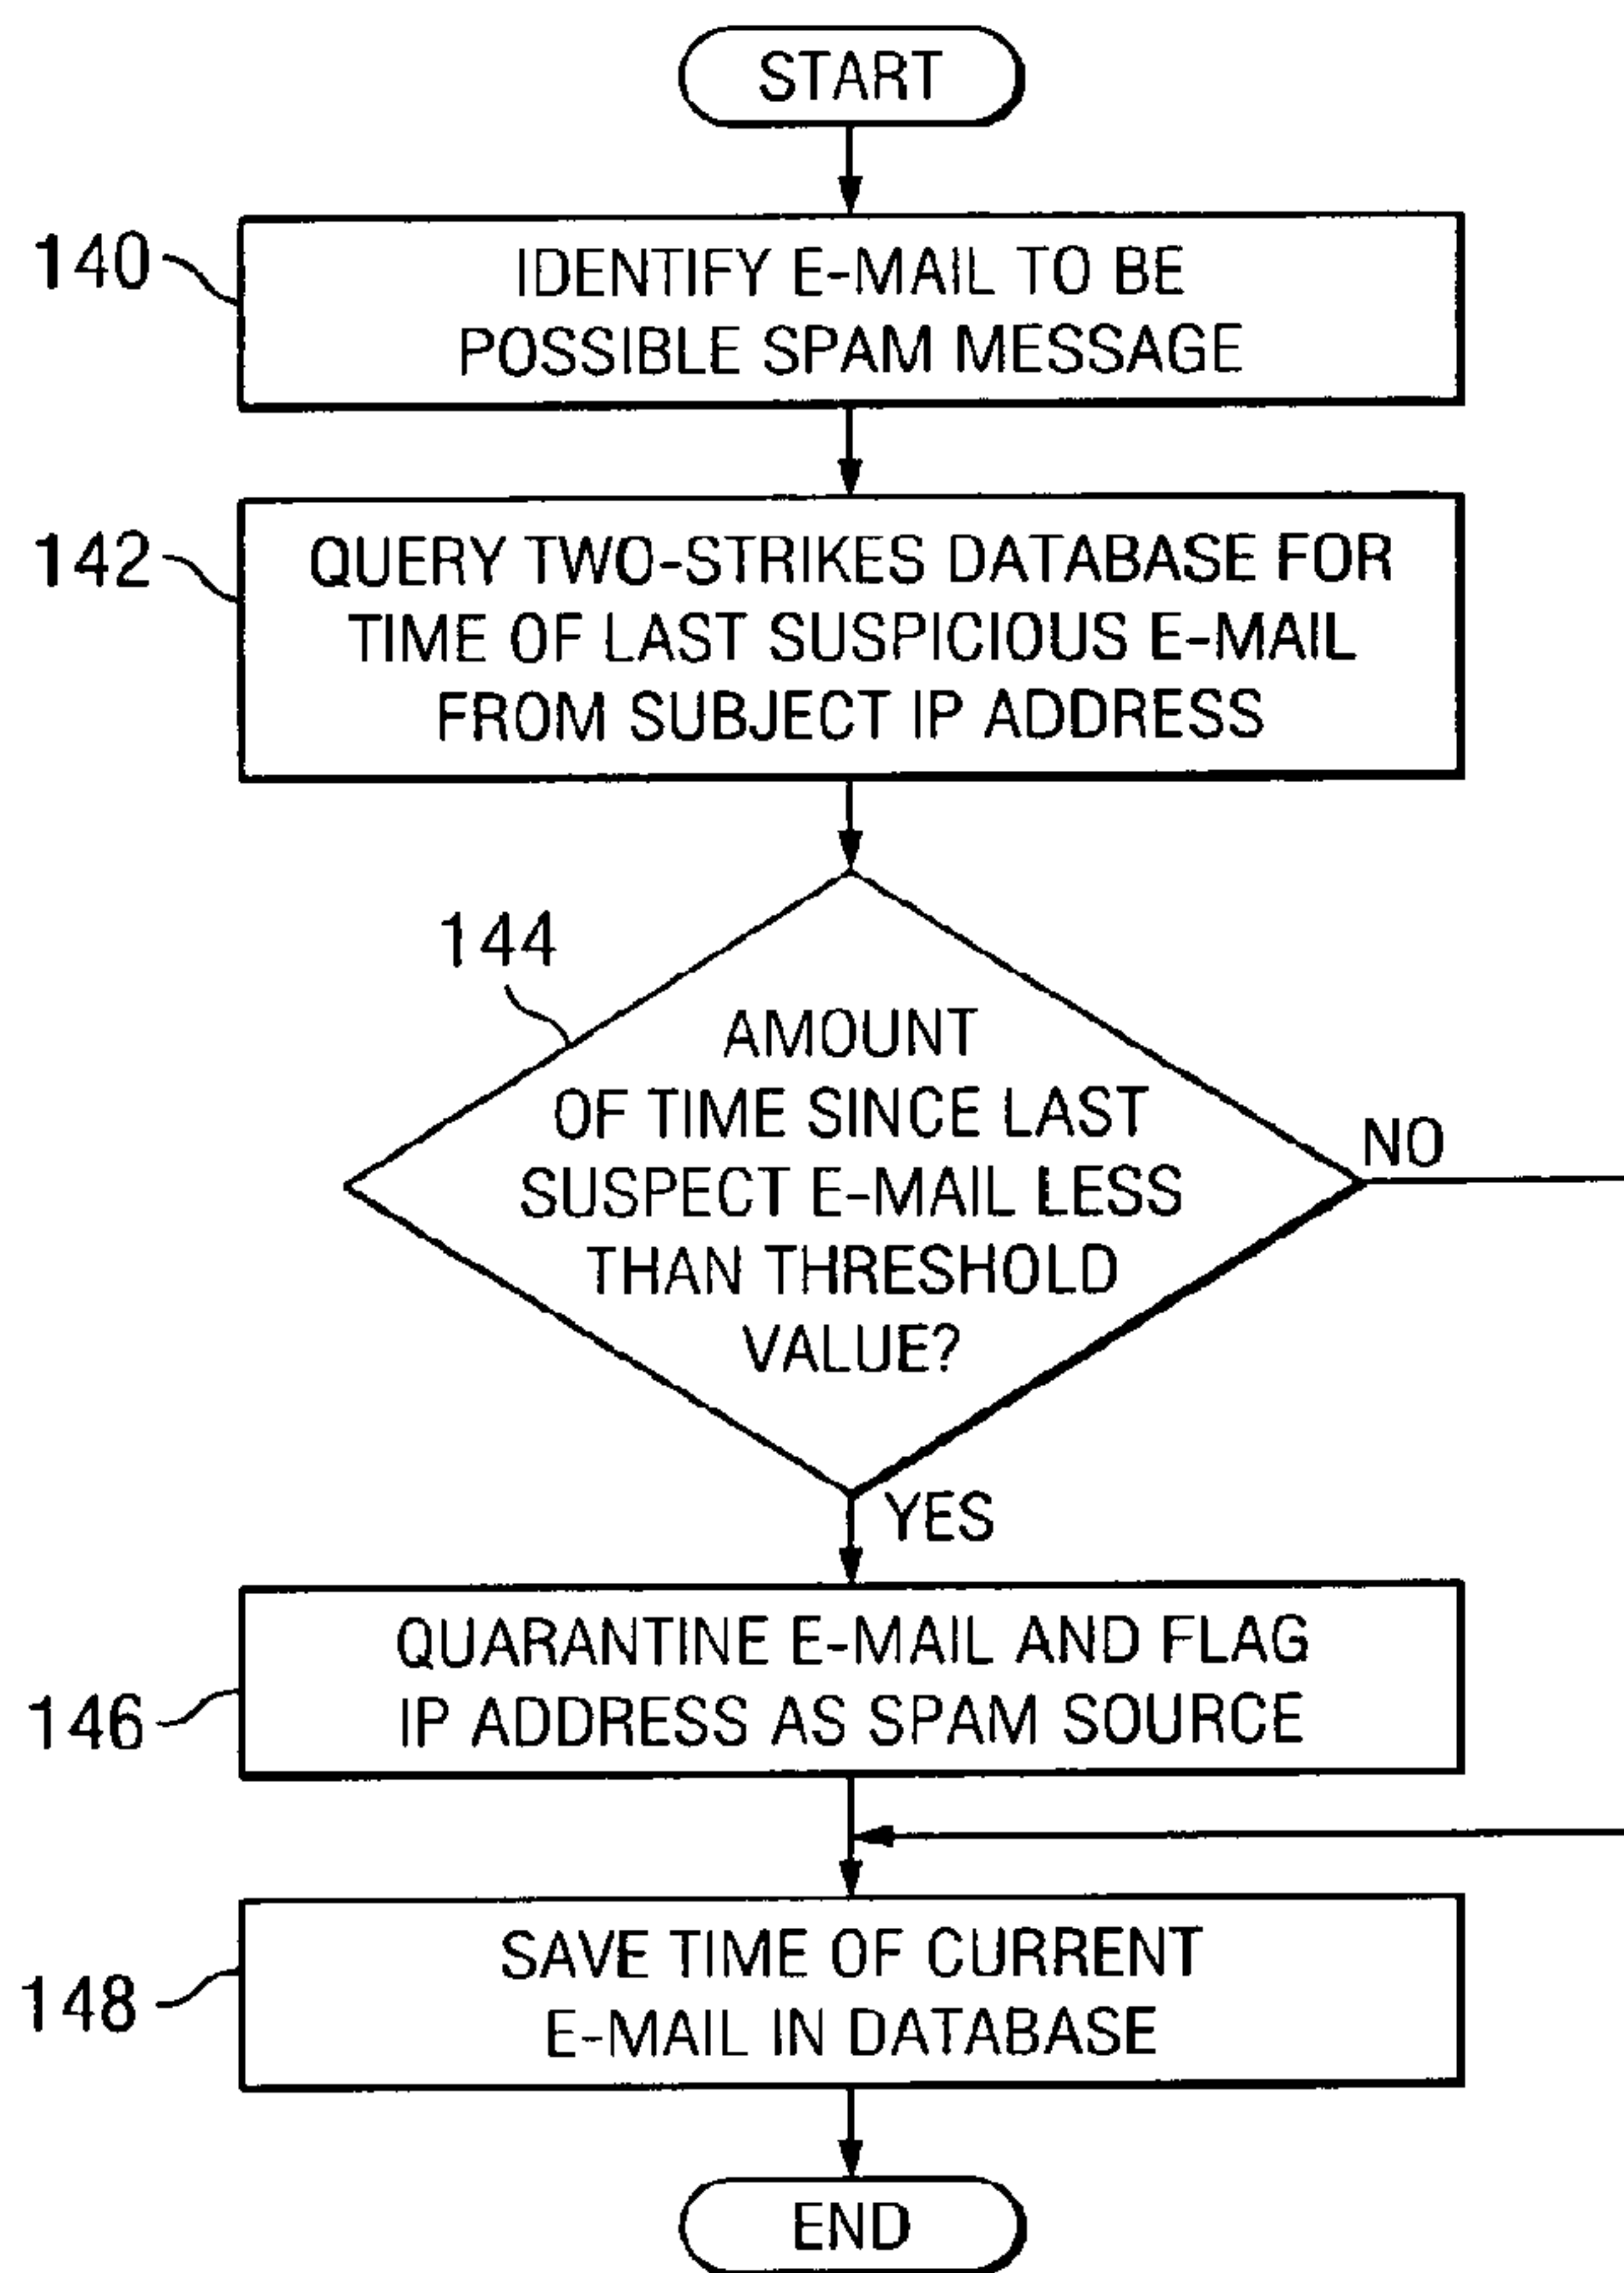 START
140
IDENTIFY E-MAIL TO BE
POSSIBLE SPAM MESSAGE
142
QUERY TWO-STRIKES DATABASE FOR
TIME OF LAST SUSPICIOUS E-MAIL
FROM SUBJECT IP ADDRESS
144
AMOUNT
OF TIME SINCE LAST
SUSPECT E-MAIL LESS
THAN THRESHOLD
VALUE?
NO
YES
146
QUARANTINE E-MAIL AND FLAG
IP ADDRESS AS SPAM SOURCE
148
SAVE TIME OF CURRENT
E-MAIL IN DATABASE
END